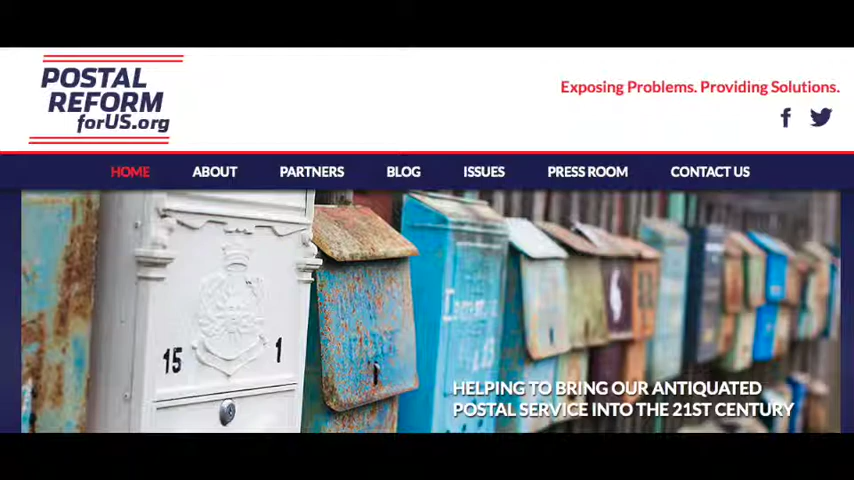 POSTAL
REFORM
forUS.org
Exposing Problems. Providing Solutions.
HOME ABOUT PARTNERS BLOG ISSUES PRESS ROOM CONTACT US
15 1
HELPING TO BRING OUR ANTIQUATED
POSTAL SERVICE INTO THE 21ST CENTURY